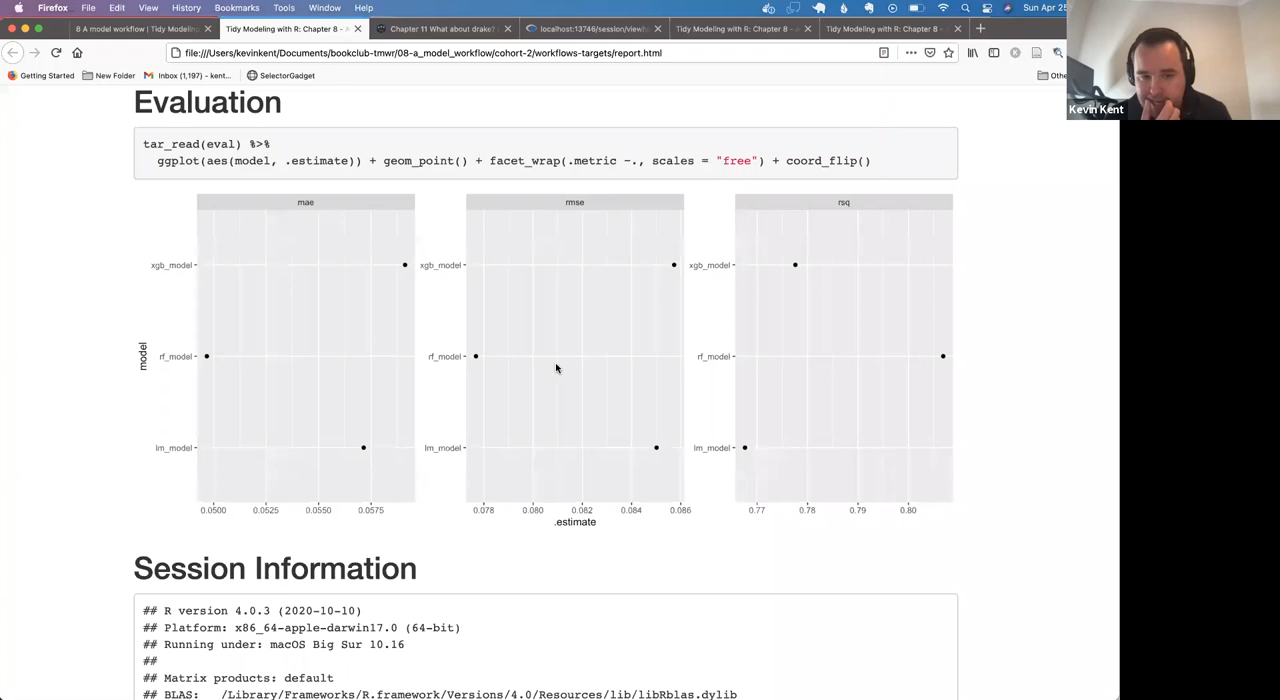 Firefox File Edit View History Bookmarks Tools Window Help Sun Apr 25
8 A model workflow | Tidy Modeling
Tidy Modeling with R: Chapter 8 -
Chapter 11 What about drake?
localhost:13746/session/view
Tidy Modeling with R: Chapter 8 -
Tidy Modeling with R: Chapter 8 -
file:///Users/kevinkent/Documents/bookclub-tmwr/08-a_model_workflow/cohort-2/workflows-targets/report.html
Getting Started New Folder Inbox (1,197) - kent... SelectorGadget Othe
Kevin Kent
Evaluation
tar_read(eval) %>%
ggplot(aes(model, .estimate)) + geom_point() + facet_wrap(.metric ~., scales = "free") + coord_flip()
mae rmse rsq
xgb_model xgb_model xgb_model
model
rf_model rf_model rf_model
lm_model lm_model lm_model
0.0500 0.0525 0.0550 0.0575 0.078 0.080 0.082 0.084 0.086 0.77 0.78 0.79 0.80
.estimate
Session Information
## R version 4.0.3 (2020-10-10)
## Platform: x86_64-apple-darwin17.0 (64-bit)
## Running under: macOS Big Sur 10.16
##
## Matrix products: default
## BLAS: /Library/Frameworks/R.framework/Versions/4.0/Resources/lib/libRblas.dylib